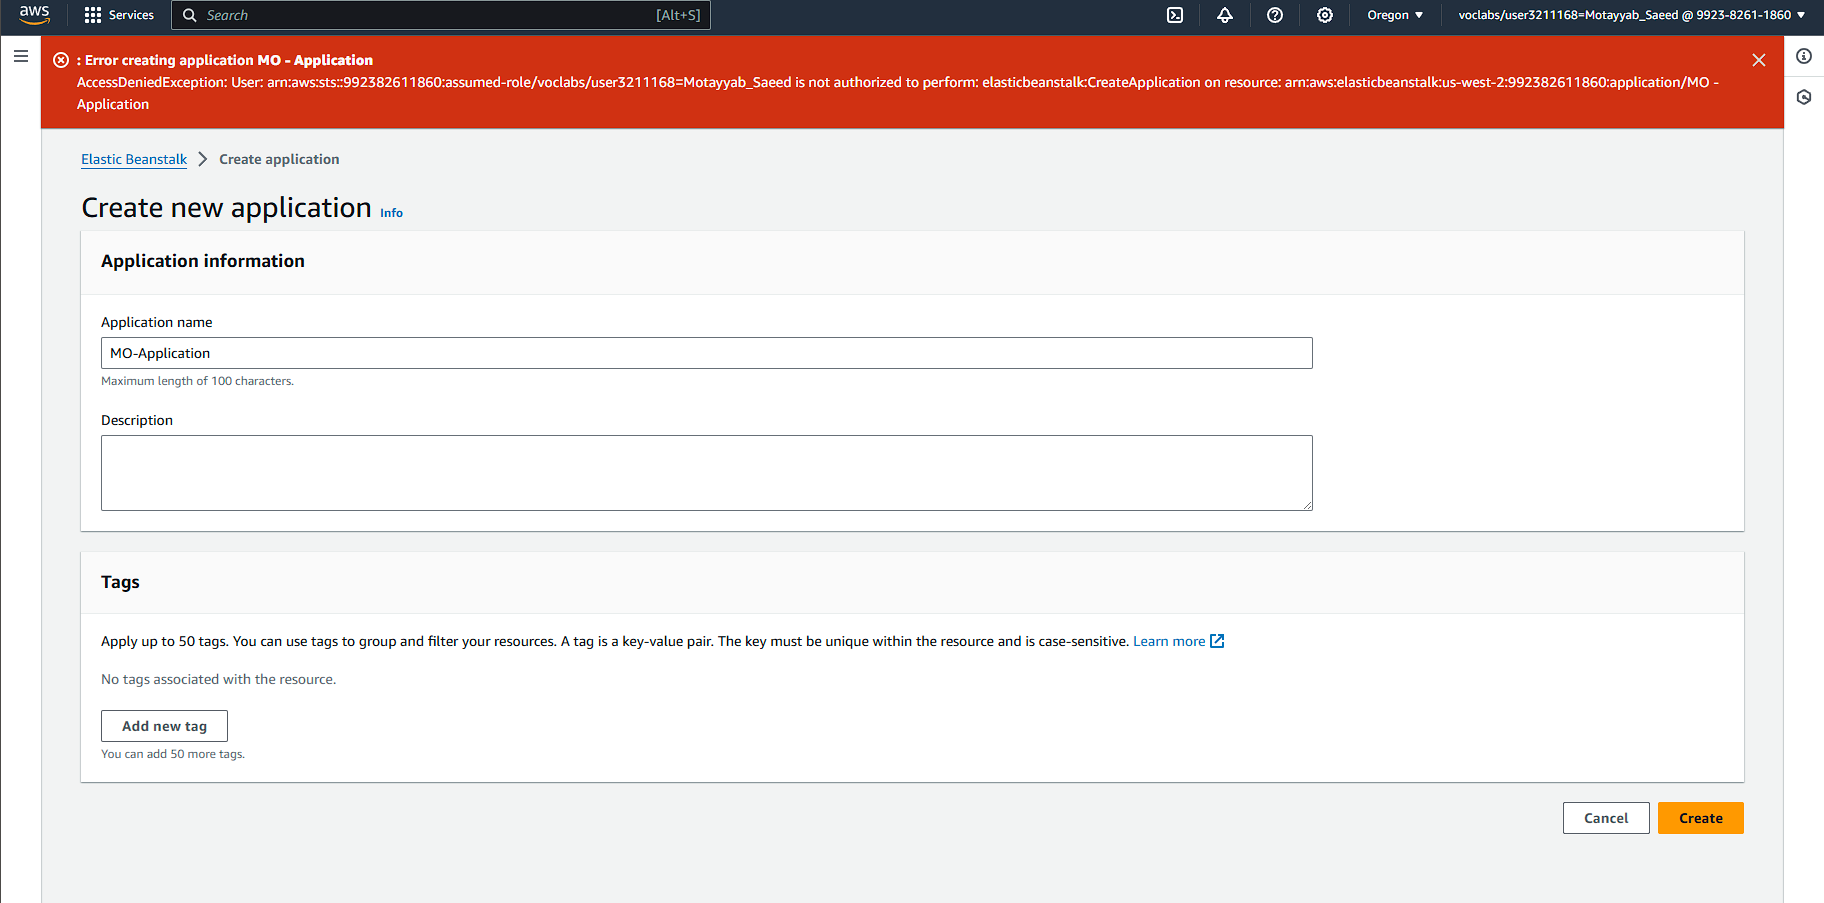 aws
Services
Search
[Alt+S]
Oregon
voclabs/user3211168=Motayyab_Saeed @ 9923-8261-1860
: Error creating application MO - Application
AccessDeniedException: User: arn:aws:sts::992382611860:assumed-role/voclabs/user3211168=Motayyab_Saeed is not authorized to perform: elasticbeanstalk:CreateApplication on resource: arn:aws:elasticbeanstalk:us-west-2:992382611860:application/MO -
Application
Elastic Beanstalk
Create application
Create new application Info
Application information
Application name
MO-Application
Maximum length of 100 characters.
Description
Tags
Apply up to 50 tags. You can use tags to group and filter your resources. A tag is a key-value pair. The key must be unique within the resource and is case-sensitive. Learn more
No tags associated with the resource.
Add new tag
You can add 50 more tags.
Cancel
Create